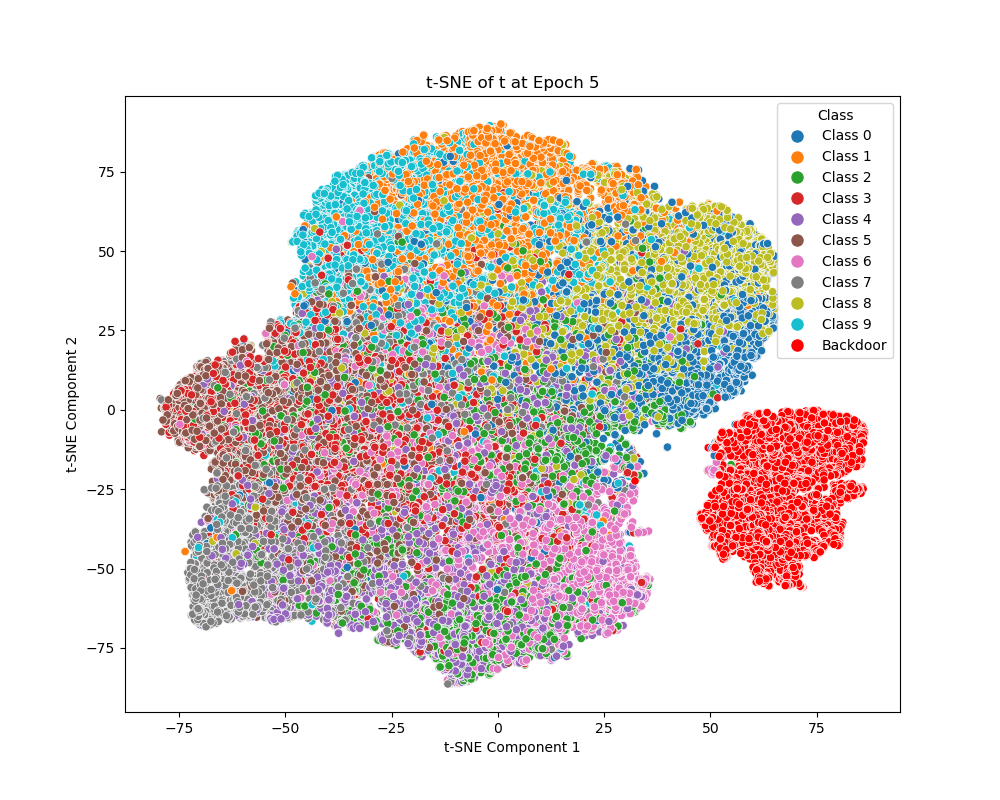 t-SNE of t at Epoch 5
Class
Class 0
Class 1
Class 2
Class 3
Class 4
Class 5
Class 6
Class 7
Class 8
Class 9
Backdoor
t-SNE Component 2
75
50
25
0
−25
−50
−75
−75
−50
−25
0
25
50
75
t-SNE Component 1